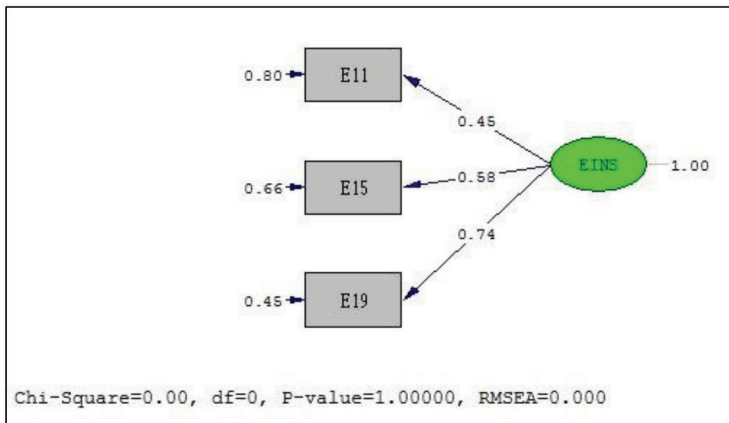 0.80
E11
0.45
0.66
E15
0.58
EINS
1.00
0.74
0.45
E19
Chi-Square=0.00, df=0, P-value=1.00000, RMSEA=0.000